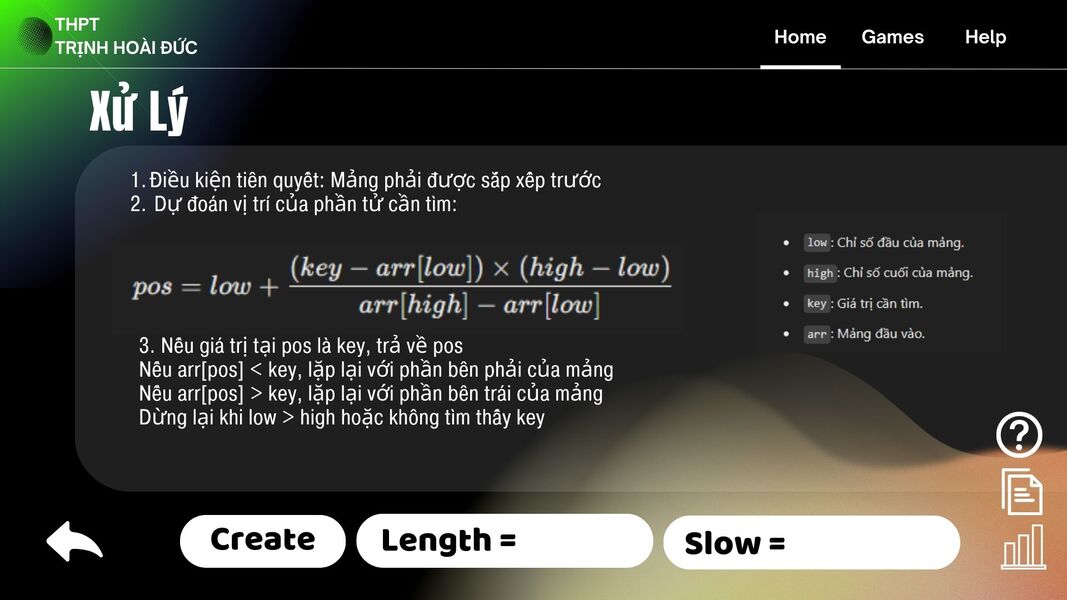 THPT
TRỊNH HOÀI ĐỨC
Home
Games
Help
Xử Lý
1. Điều kiện tiên quyết: Mảng phải được sắp xếp trước
2. Dự đoán vị trí của phần tử cần tìm:
pos = low + \frac{(key − arr[low]) × (high − low)}{arr[high] − arr[low]}
• low: Chỉ số đầu của mảng.
• high: Chỉ số cuối của mảng.
• key: Giá trị cần tìm.
• arr: Mảng đầu vào.
3. Nếu giá trị tại pos là key, trả về pos
Nếu arr[pos] < key, lặp lại với phần bên phải của mảng
Nếu arr[pos] > key, lặp lại với phần bên trái của mảng
Dừng lại khi low > high hoặc không tìm thấy key
Create
Length =
Slow =